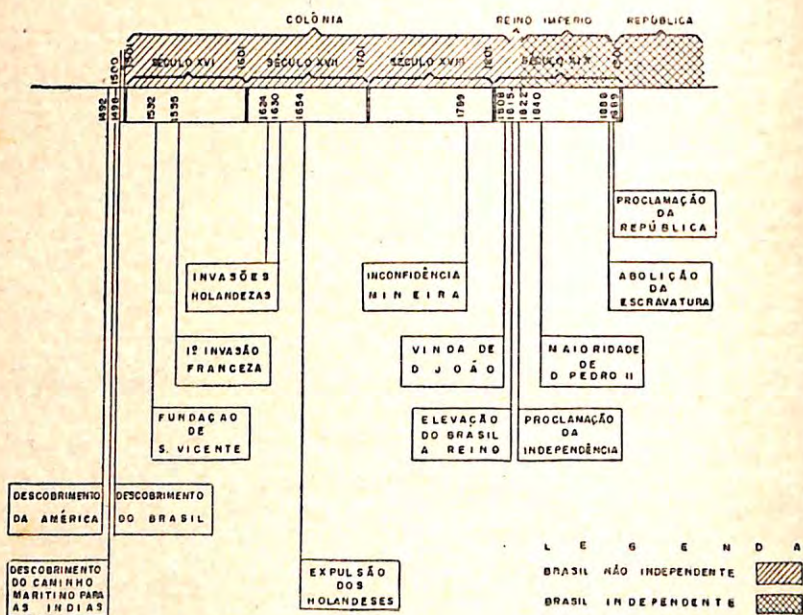 COLÔNIA
REINO IMPERIO
REPÚBLICA
1500
1501
SÉCULO XVI
1601
SÉCULO XVII
1701
SÉCULO XVIII
1801
SÉCULO XIX
1901
1492
1498
1532
1624
1630
1654
1789
1808
1815
1822
1840
1888
1889
PROCLAMAÇÃO
DA
REPÚBLICA
INVASÕES
HOLANDEZAS
INCONFIDÊNCIA
MINEIRA
ABOLIÇÃO
DA
ESCRAVATURA
1º INVASÃO
FRANCEZA
VINDA DE
D JOÃO
MAIORIDADE
DE
D PEDRO II
FUNDAÇAO
DE
S. VICENTE
ELEVAÇÃO
DO BRASIL
A REINO
PROCLAMAÇÃO
DA
INDEPENDÊNCIA
DESCOBRIMENTO
DA AMÉRICA
DESCOBRIMENTO
DO BRASIL
DESCOBRIMENTO
DO CAMINHO
MARITINO PARA
AS INDIAS
EXPULSÃO
DOS
HOLANDESES
LEGENDA
BRASIL NÃO INDEPENDENTE
BRASIL INDEPENDENTE